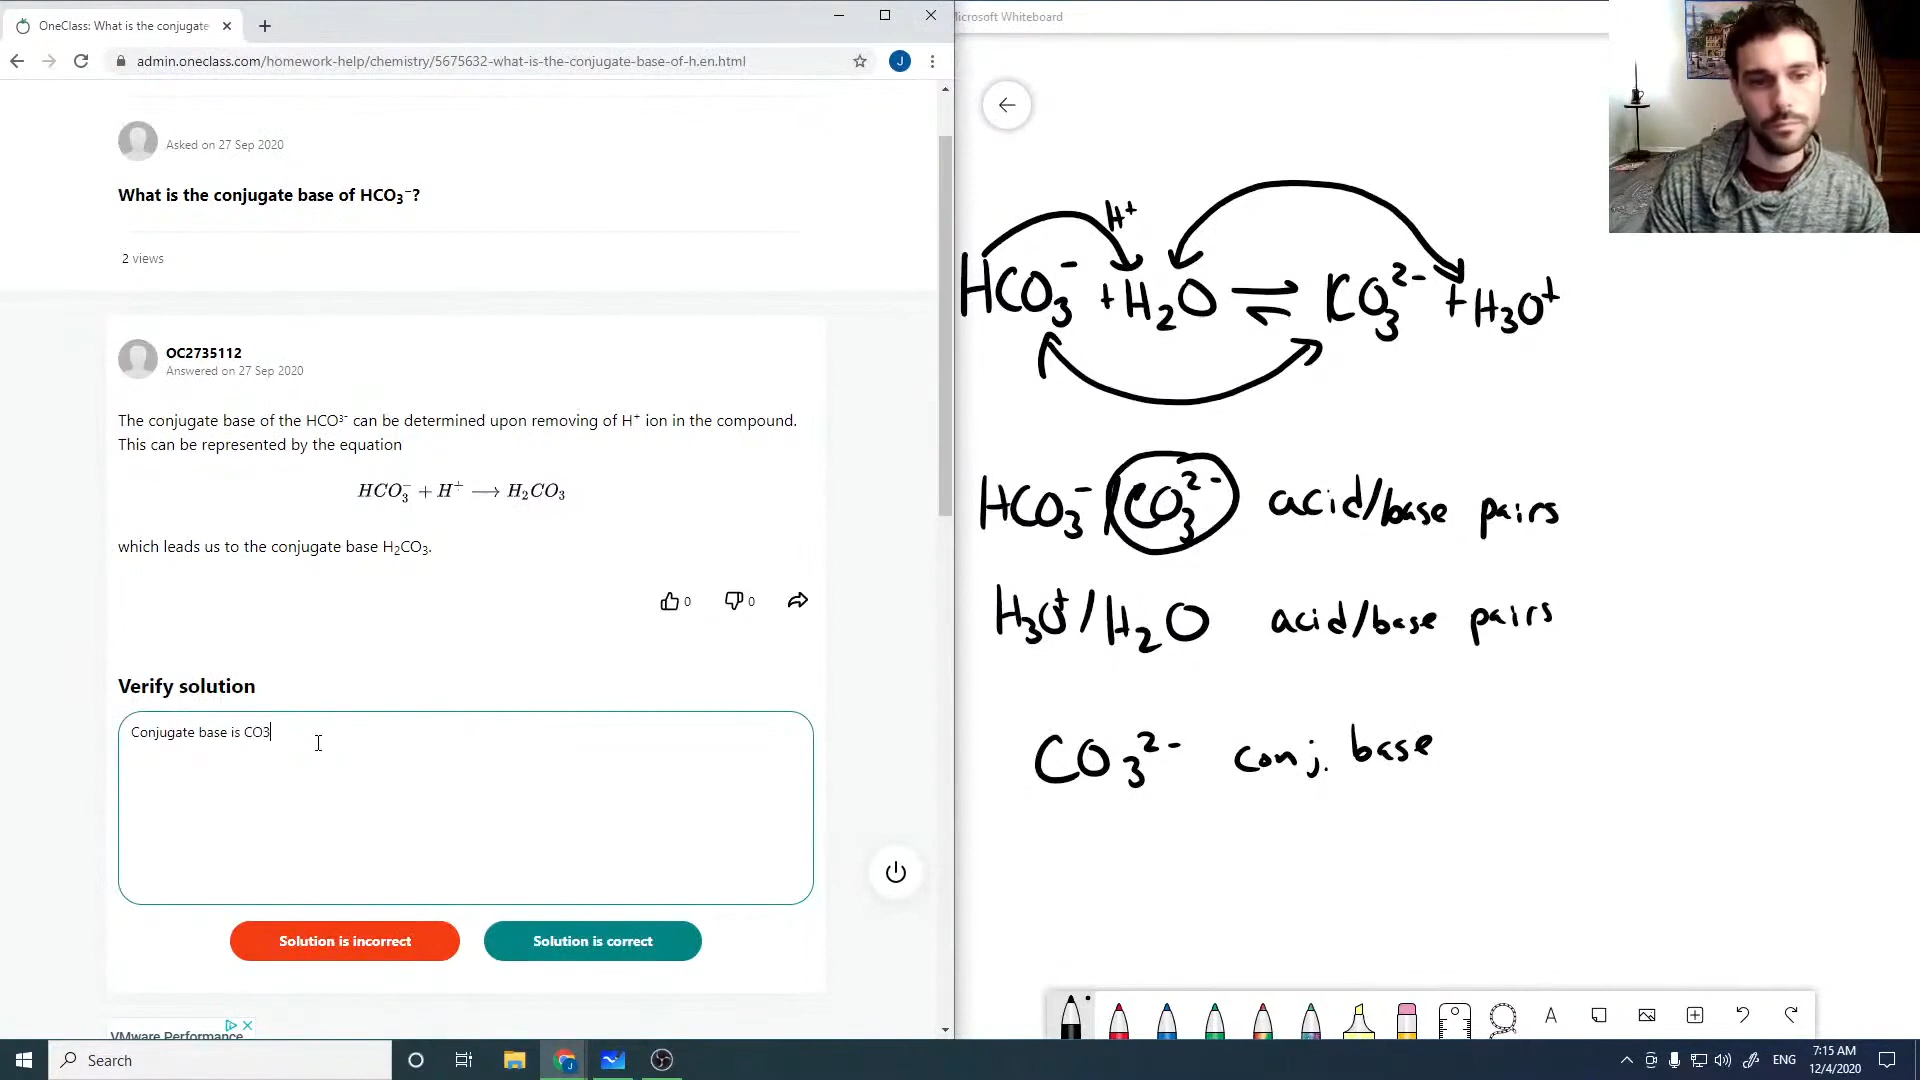 OneClass: What is the conjugate
admin.oneclass.com/homework-help/chemistry/5675632-what-is-the-conjugate-base-of-h.en.html
J
Asked on 27 Sep 2020
What is the conjugate base of HCO₃⁻?
2 views
OC2735112
Answered on 27 Sep 2020
The conjugate base of the HCO³⁻ can be determined upon removing of H⁺ ion in the compound.
This can be represented by the equation
HCO₃⁻ + H⁺ ⟶ H₂CO₃
which leads us to the conjugate base H₂CO₃.
0
0
Verify solution
Conjugate base is CO3
Solution is incorrect
Solution is correct
VMware Performance
Microsoft Whiteboard
H⁺
HCO₃⁻ + H₂O ⇌ CO₃²⁻ + H₃O⁺
HCO₃⁻ / CO₃²⁻ acid/base pairs
H₃O⁺ / H₂O acid/base pairs
CO₃²⁻ conj. base
Search
ENG
7:15 AM
12/4/2020